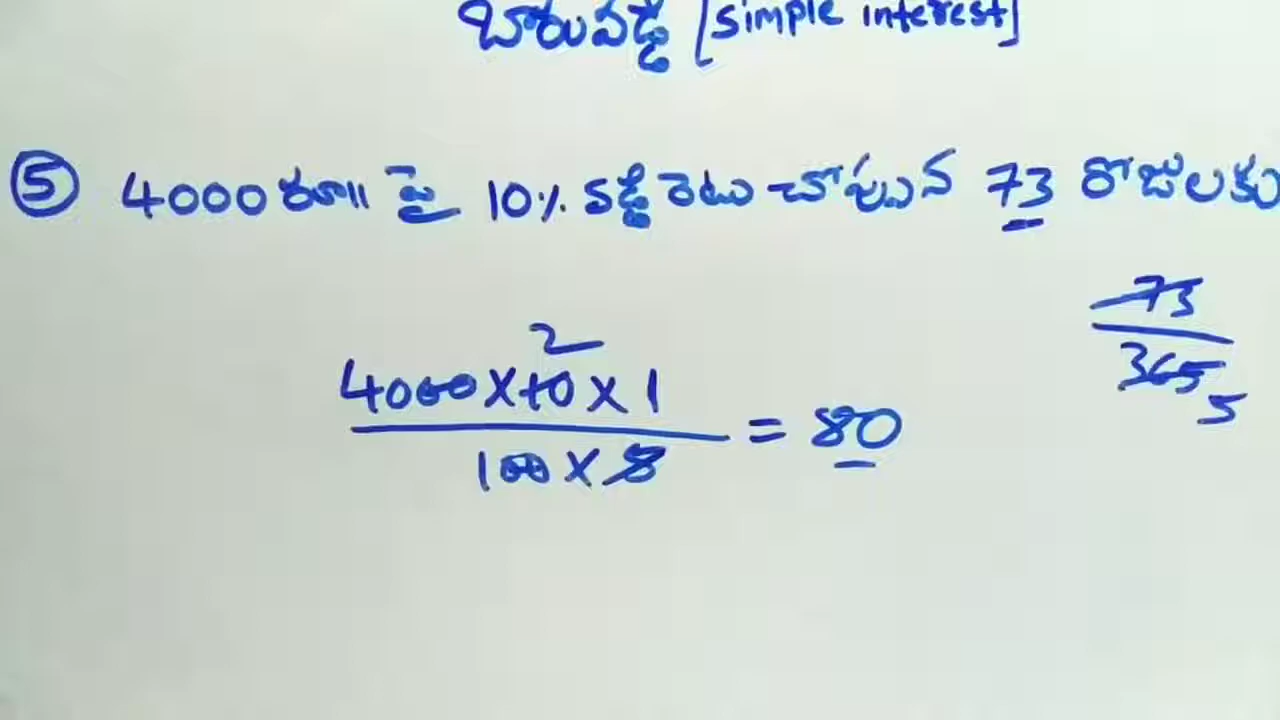 బారువడ్డీ [simple interest]
⑤ 4000 రూ॥ పై 10% వడ్డీ రేటు చొప్పున 73 రోజులకు
73
365 5
2
4000 X 10 X 1
100 X 5
= 80